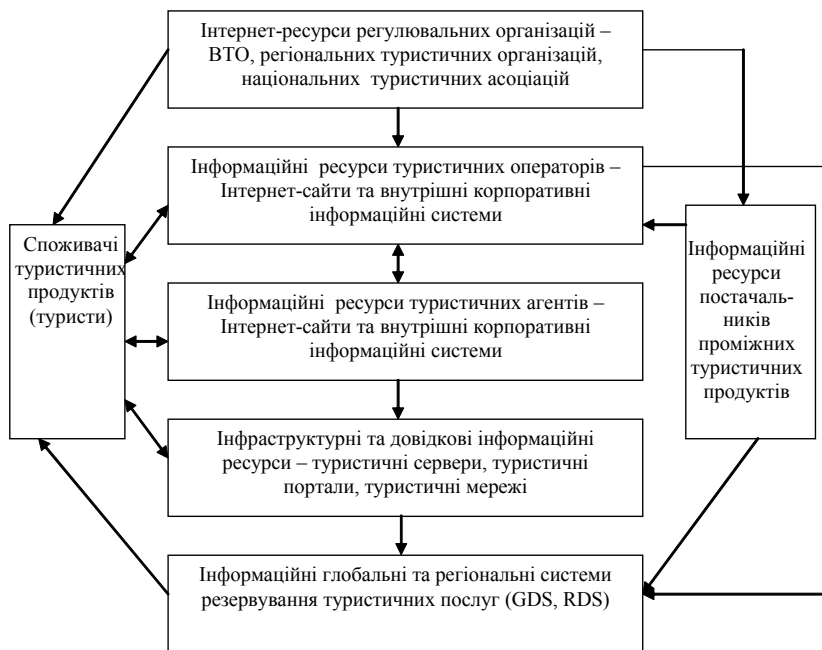 Інтернет-ресурси регулювальних організацій –
ВТО, регіональних туристичних організацій,
національних туристичних асоціацій
Інформаційні ресурси туристичних операторів –
Інтернет-сайти та внутрішні корпоративні
інформаційні системи
Споживачі
туристичних
продуктів
(туристи)
Інформаційні
ресурси
постачаль-
ників
проміжних
туристичних
продуктів
Інформаційні ресурси туристичних агентів –
Інтернет-сайти та внутрішні корпоративні
інформаційні системи
Інфраструктурні та довідкові інформаційні
ресурси – туристичні сервери, туристичні
портали, туристичні мережі
Інформаційні глобальні та регіональні системи
резервування туристичних послуг (GDS, RDS)